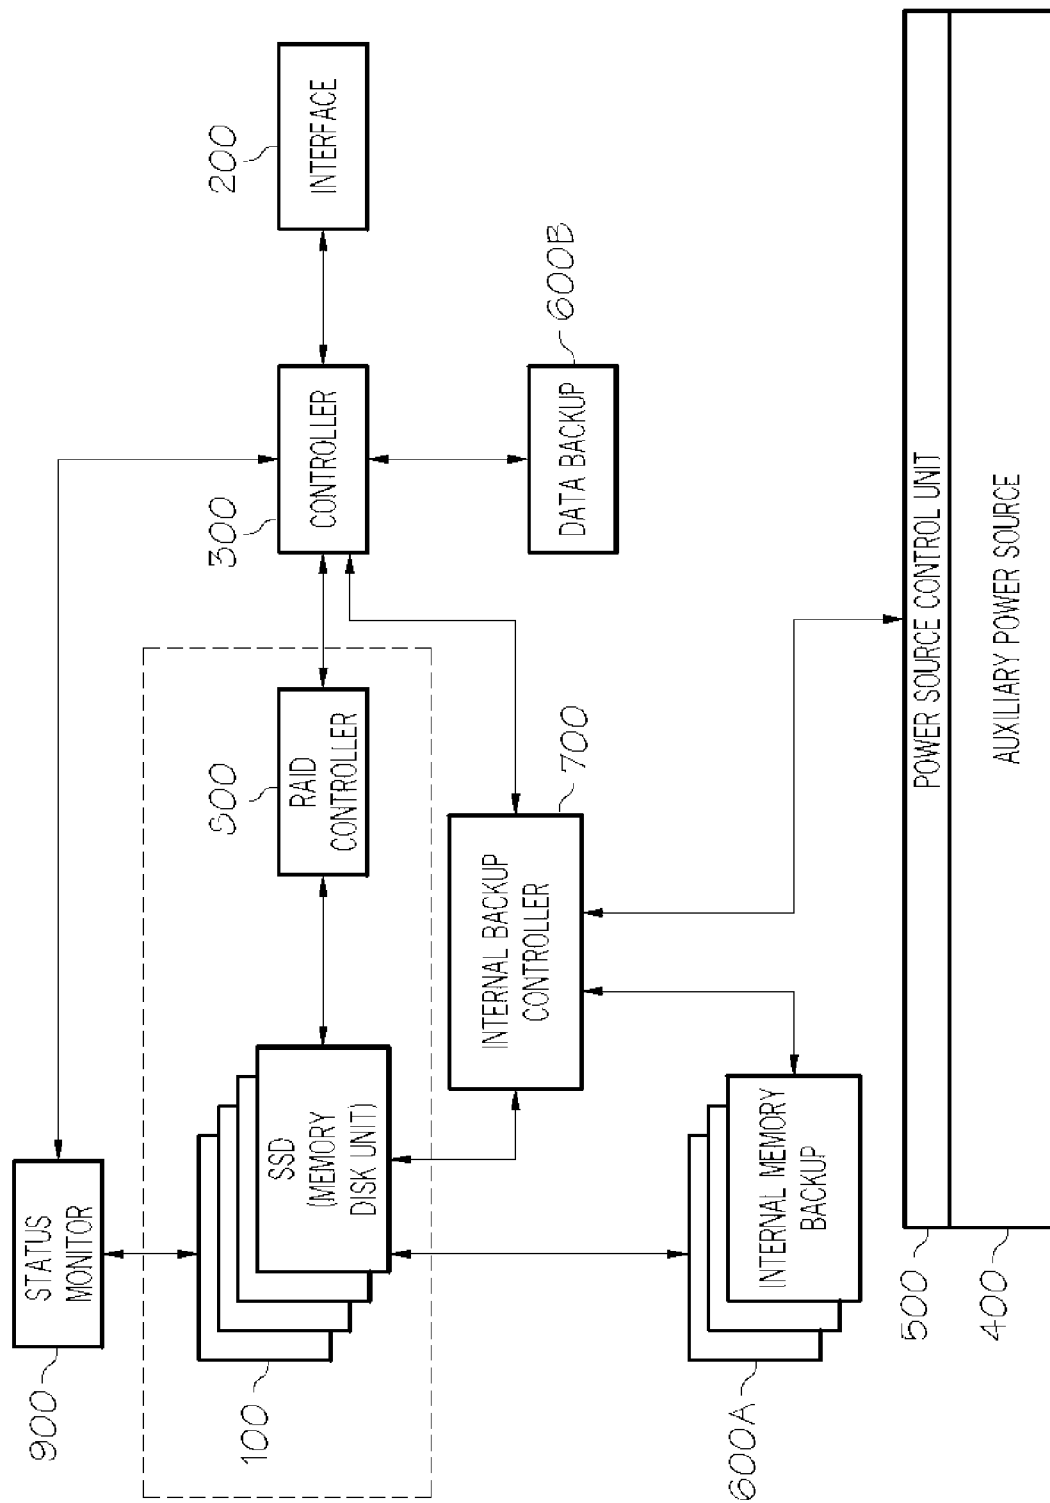 900
STATUS
MONITOR
100
SSD
(MEMORY
DISK UNIT)
800
RAID
CONTROLLER
300
CONTROLLER
200
INTERFACE
700
INTERNAL BACKUP
CONTROLLER
600B
DATA BACKUP
600A
INTERNAL MEMORY
BACKUP
500
POWER SOURCE CONTROL UNIT
400
AUXILIARY POWER SOURCE